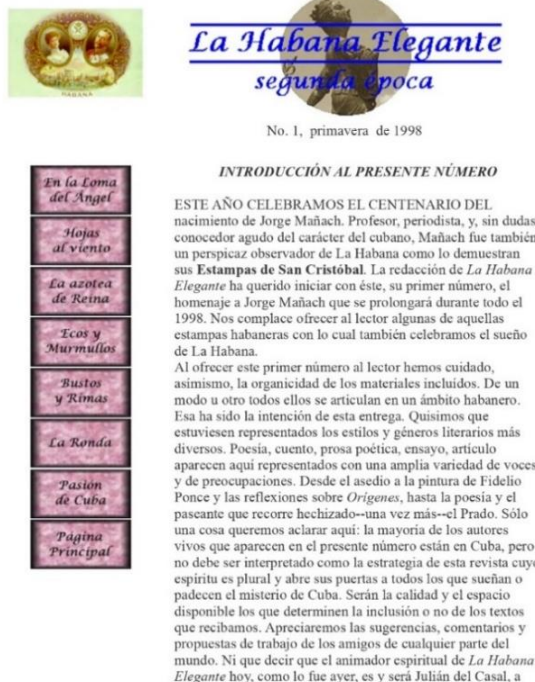 HABANA
La Habana Elegante
segunda época
No. 1, primavera de 1998
En la Loma
del Ángel
Hojas
al viento
La azotea
de Reina
Ecos y
Murmullos
Bustos
y Rimas
La Ronda
Pasión
de Cuba
Página
Principal
INTRODUCCIÓN AL PRESENTE NÚMERO
ESTE AÑO CELEBRAMOS EL CENTENARIO DEL
nacimiento de Jorge Mañach. Profesor, periodista, y, sin dudas
conocedor agudo del carácter del cubano, Mañach fue también
un perspicaz observador de La Habana como lo demuestran
sus Estampas de San Cristóbal. La redacción de La Habana
Elegante ha querido iniciar con éste, su primer número, el
homenaje a Jorge Mañach que se prolongará durante todo el
1998. Nos complace ofrecer al lector algunas de aquellas
estampas habaneras con lo cual también celebramos el sueño
de La Habana.
Al ofrecer este primer número al lector hemos cuidado,
asimismo, la organicidad de los materiales incluidos. De un
modo u otro todos ellos se articulan en un ámbito habanero.
Esa ha sido la intención de esta entrega. Quisimos que
estuviesen representados los estilos y géneros literarios más
diversos. Poesía, cuento, prosa poética, ensayo, artículo
aparecen aquí representados con una amplia variedad de voces
y de preocupaciones. Desde el asedio a la pintura de Fidelio
Ponce y las reflexiones sobre Orígenes, hasta la poesía y el
paseante que recorre hechizado--una vez más--el Prado. Sólo
una cosa queremos aclarar aquí: la mayoría de los autores
vivos que aparecen en el presente número están en Cuba, pero
no debe ser interpretado como la estrategia de esta revista cuyo
espíritu es plural y abre sus puertas a todos los que sueñan o
padecen el misterio de Cuba. Serán la calidad y el espacio
disponible los que determinen la inclusión o no de los textos
que recibamos. Apreciaremos las sugerencias, comentarios y
propuestas de trabajo de los amigos de cualquier parte del
mundo. Ni que decir que el animador espiritual de La Habana
Elegante hoy, como lo fue ayer, es y será Julián del Casal, a